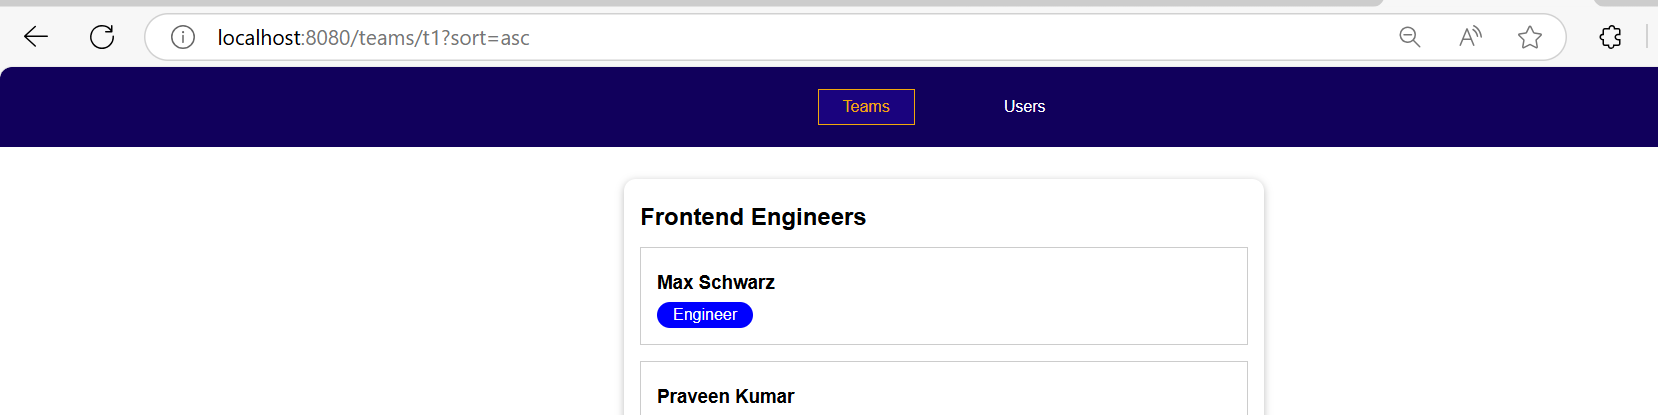 localhost:8080/teams/t1?sort=asc
Teams
Users
Frontend Engineers
Max Schwarz
Engineer
Praveen Kumar